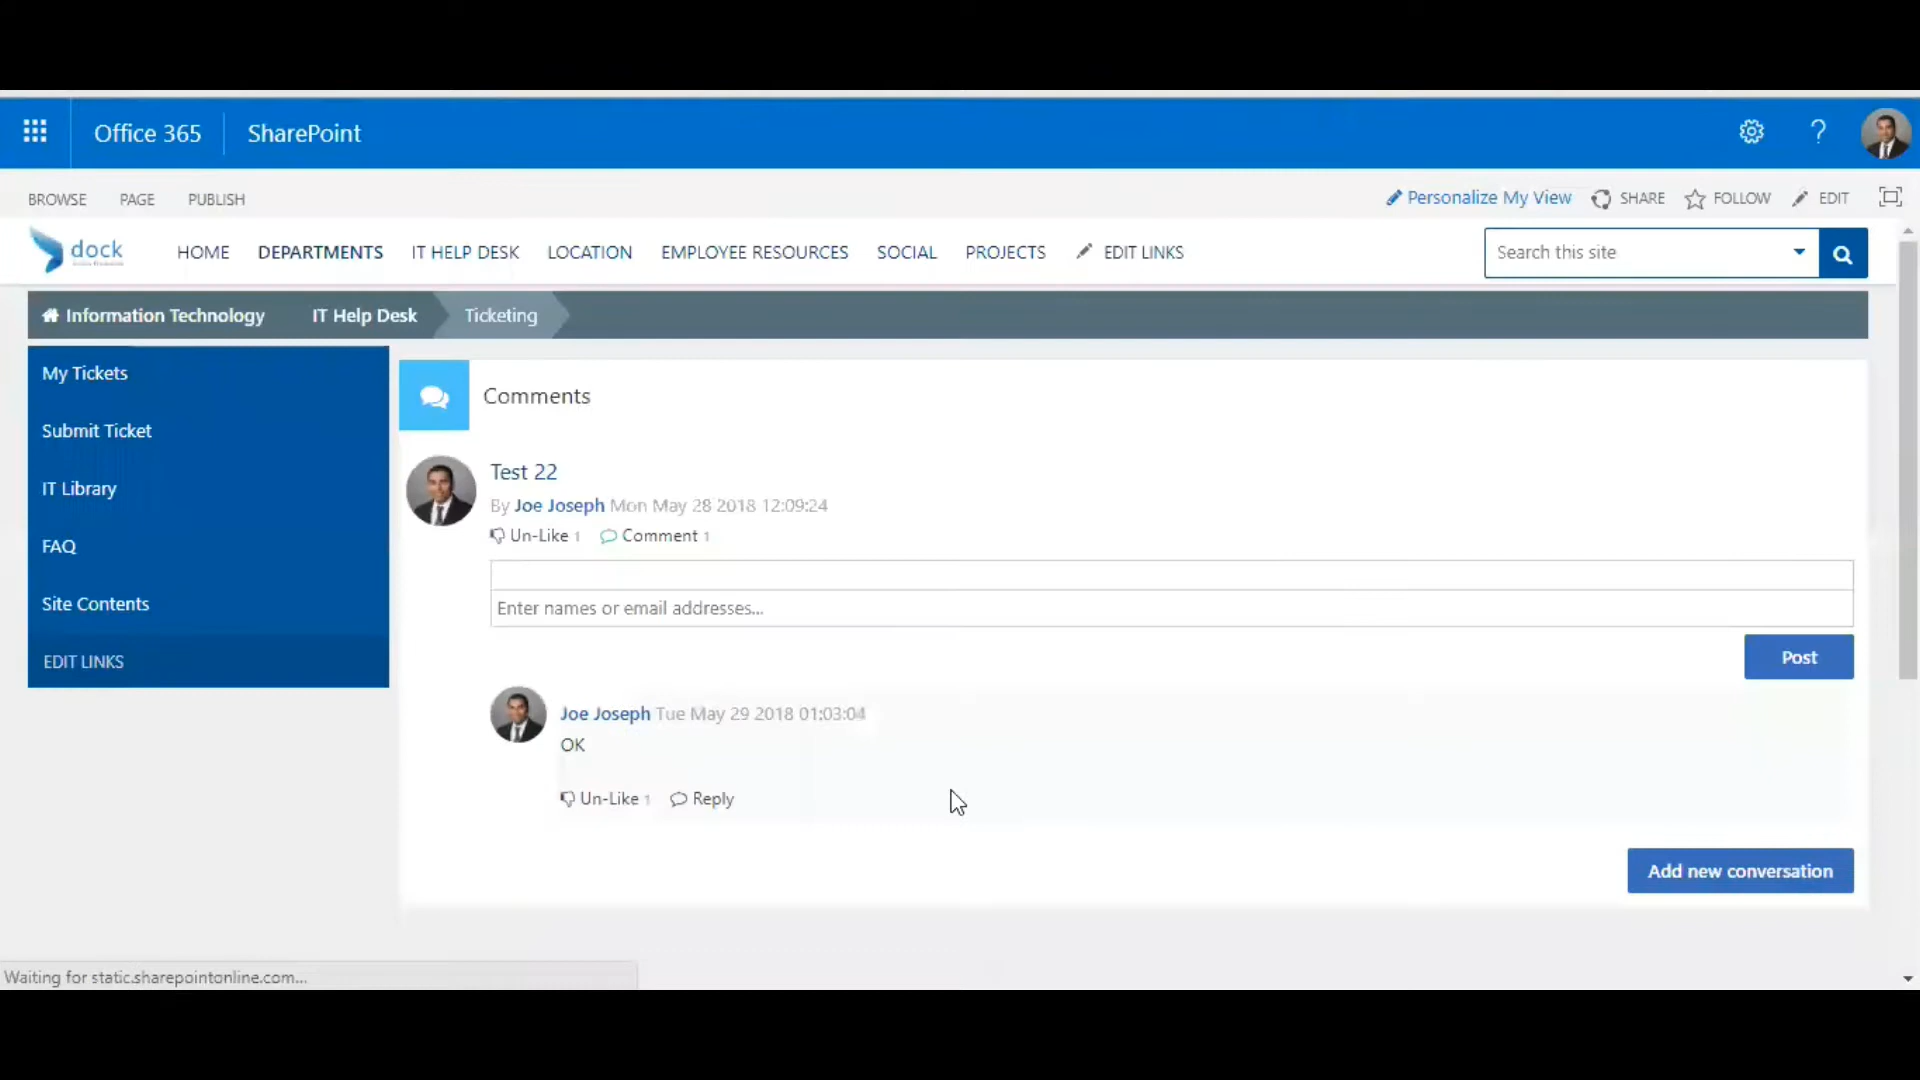 Office 365 SharePoint
BROWSE PAGE PUBLISH Personalize My View SHARE FOLLOW EDIT
dock HOME DEPARTMENTS IT HELP DESK LOCATION EMPLOYEE RESOURCES SOCIAL PROJECTS EDIT LINKS Search this site
Information Technology IT Help Desk Ticketing
My Tickets
Submit Ticket
IT Library
FAQ
Site Contents
EDIT LINKS
Comments
Test 22
By Joe Joseph Mon May 28 2018 12:09:24
Un-Like 1 Comment 1
Enter names or email addresses...
Post
Joe Joseph Tue May 29 2018 01:03:04
OK
Un-Like 1 Reply
Add new conversation
Waiting for static.sharepointonline.com...